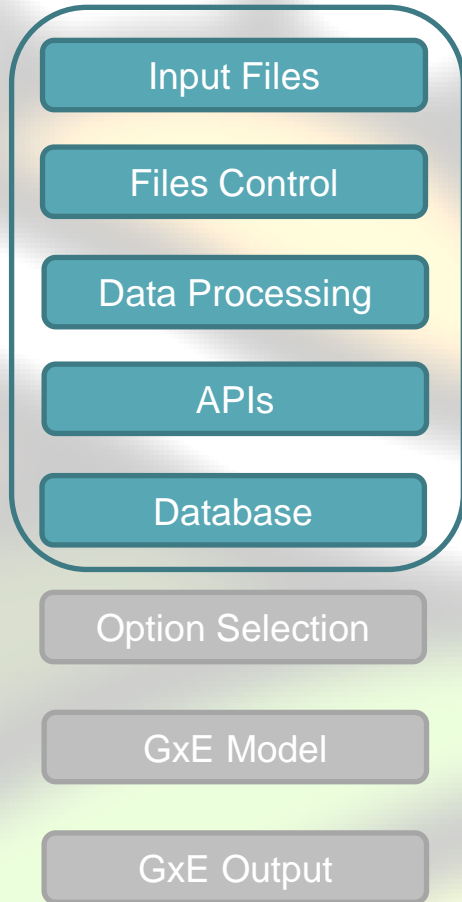 Input Files
Files Control
Data Processing
APIs
Database
Option Selection
GxE Model
GxE Output